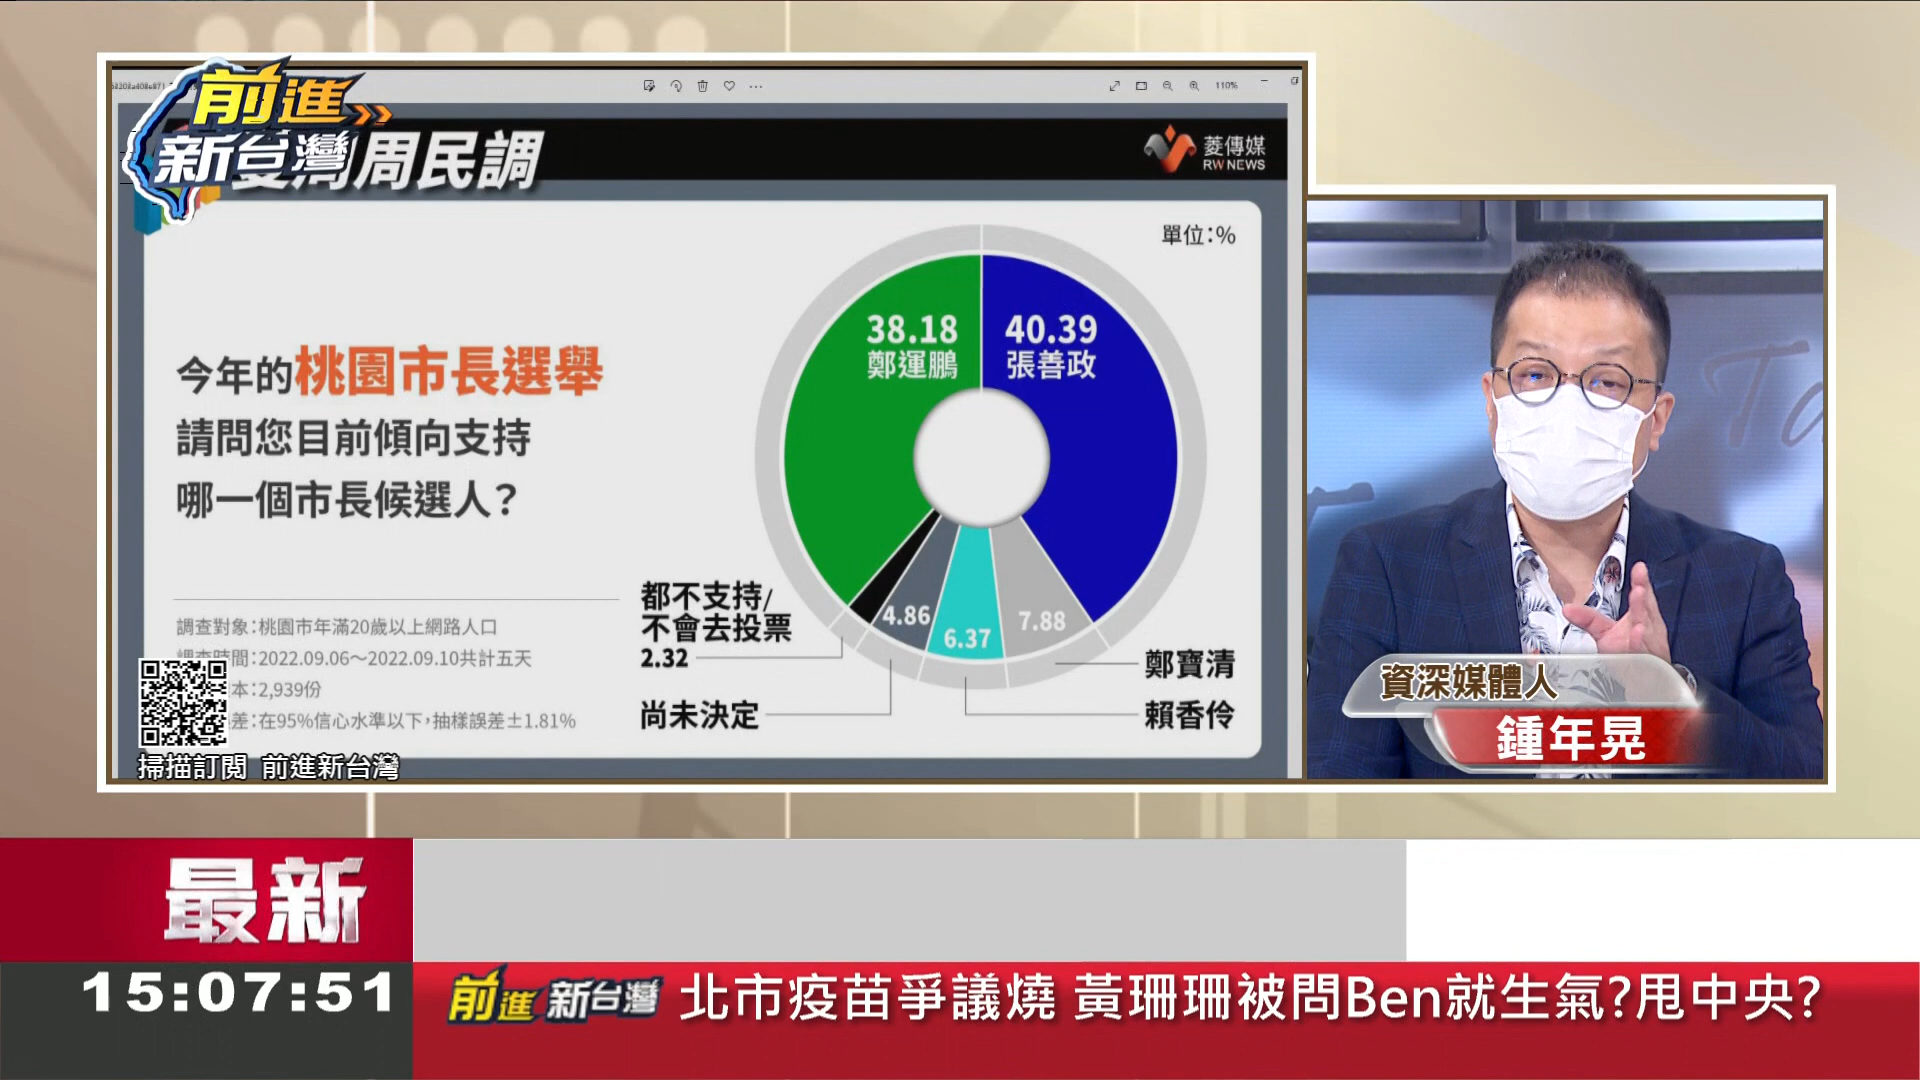 前進
新台灣
周民調
菱傳媒
RW NEWS
110%
單位:%
今年的桃園市長選舉
請問您目前傾向支持
哪一個市長候選人?
38.18
鄭運鵬
40.39
張善政
都不支持/
不會去投票
2.32
4.86
6.37
7.88
鄭寶清
尚未決定
賴香伶
調查對象:桃園市年滿20歲以上網路人口
時間:2022.09.06～2022.09.10共計五天
本:2,939份
差:在95%信心水準以下,抽樣誤差±1.81%
掃描訂閱 前進新台灣
資深媒體人
鍾年晃
最新
15:07:51
前進新台灣
北市疫苗爭議燒 黃珊珊被問Ben就生氣?甩中央?